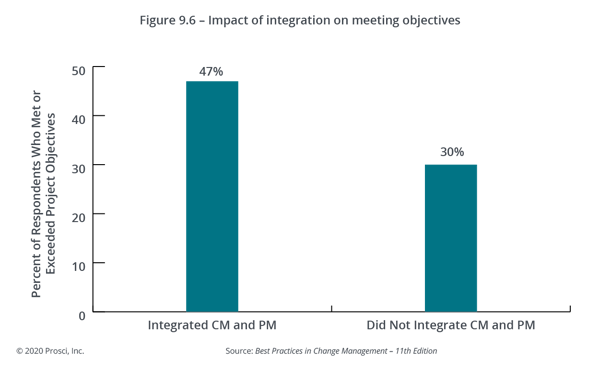 Figure 9.6 – Impact of integration on meeting objectives
Percent of Respondents Who Met or
Exceeded Project Objectives
50
40
30
20
10
0
47%
30%
Integrated CM and PM
Did Not Integrate CM and PM
© 2020 Prosci, Inc.
Source: Best Practices in Change Management – 11th Edition